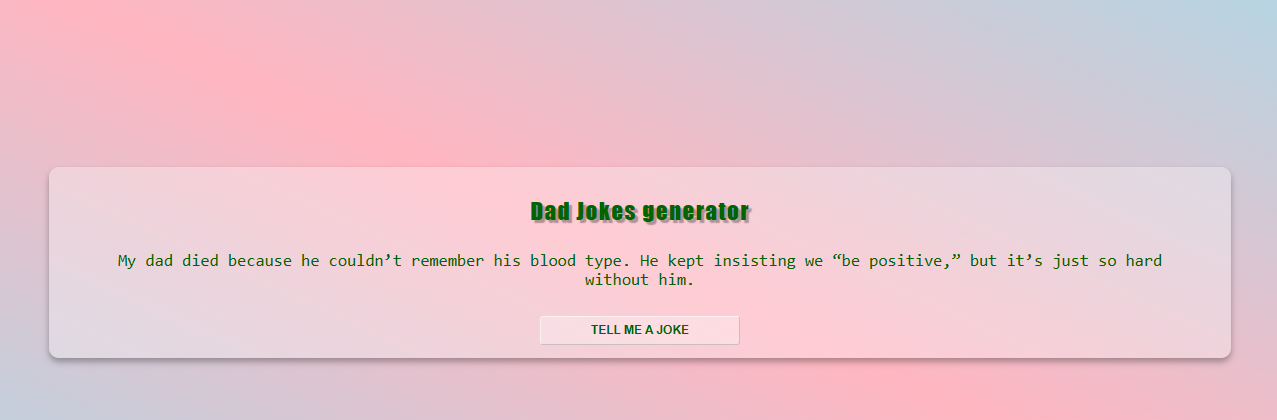 Dad Jokes generator
My dad died because he couldn’t remember his blood type. He kept insisting we “be positive,” but it’s just so hard
without him.
TELL ME A JOKE